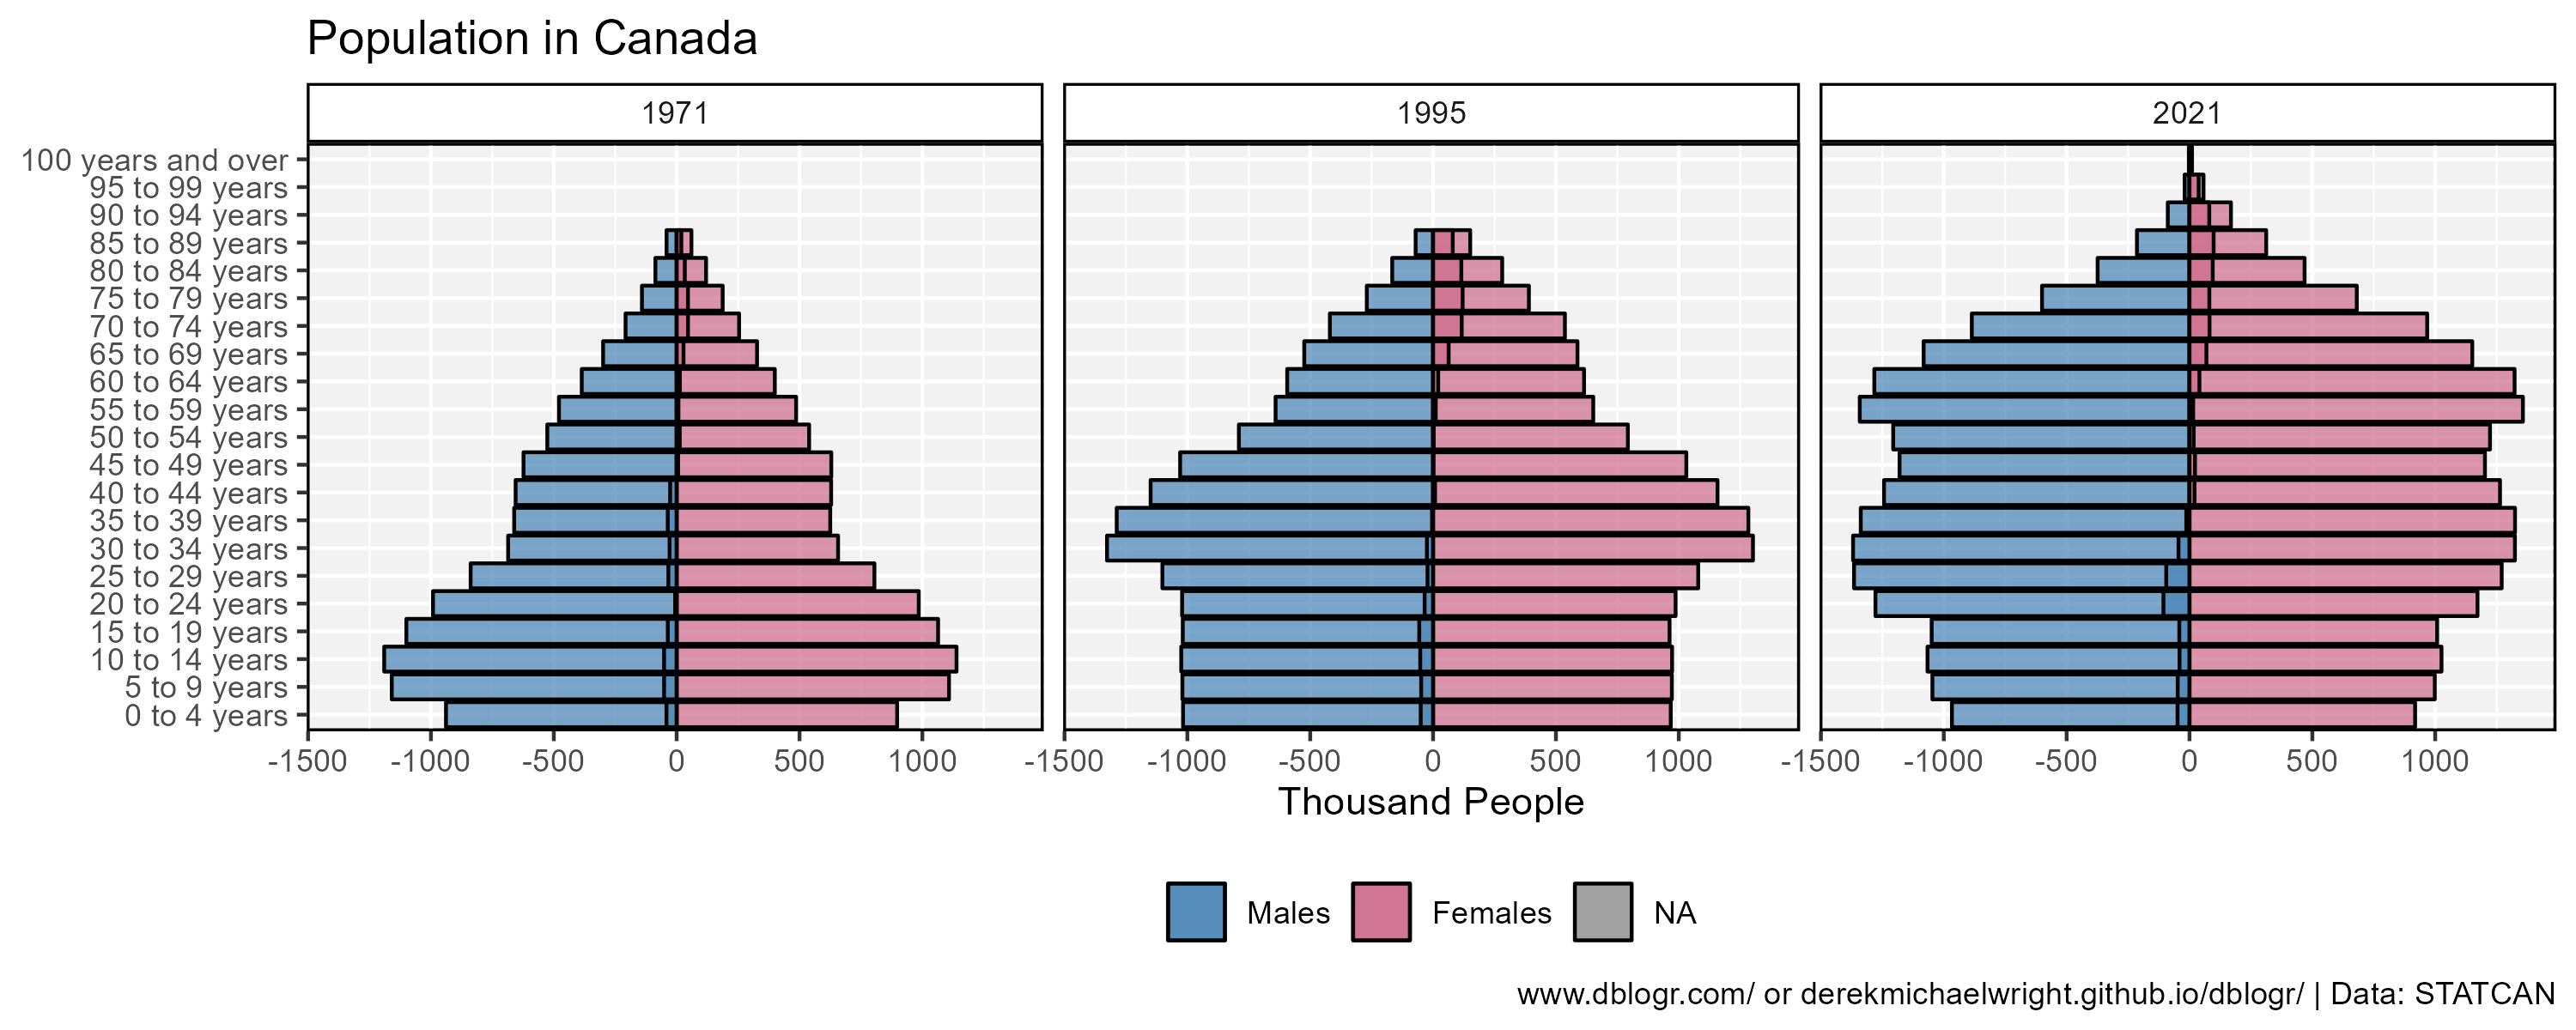 Population in Canada
1971 1995 2021
100 years and over
95 to 99 years
90 to 94 years
85 to 89 years
80 to 84 years
75 to 79 years
70 to 74 years
65 to 69 years
60 to 64 years
55 to 59 years
50 to 54 years
45 to 49 years
40 to 44 years
35 to 39 years
30 to 34 years
25 to 29 years
20 to 24 years
15 to 19 years
10 to 14 years
5 to 9 years
0 to 4 years
-1500 -1000 -500 0 500 1000 -1500 -1000 -500 0 500 1000 -1500 -1000 -500 0 500 1000
Thousand People
Males Females NA
www.dblogr.com/ or derekmichaelwright.github.io/dblogr/ | Data: STATCAN